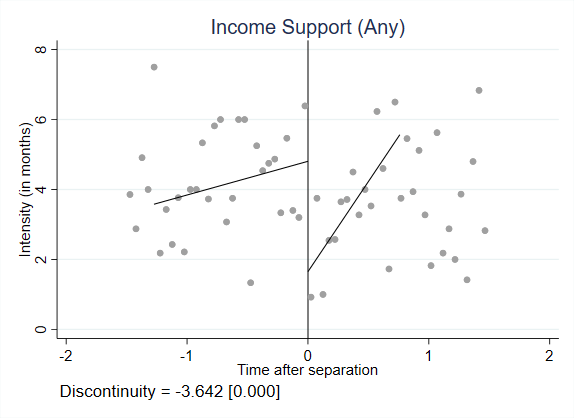 Income Support (Any)
Intensity (in months)
8
6
4
2
0
-2 -1 0 1 2
Time after separation
Discontinuity = -3.642 [0.000]